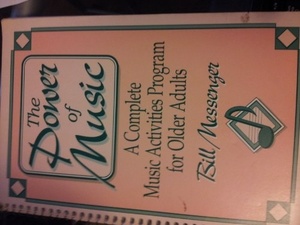 The
Power
of
Music
A Complete
Music Activities Program
for Older Adults
Bill Messenger